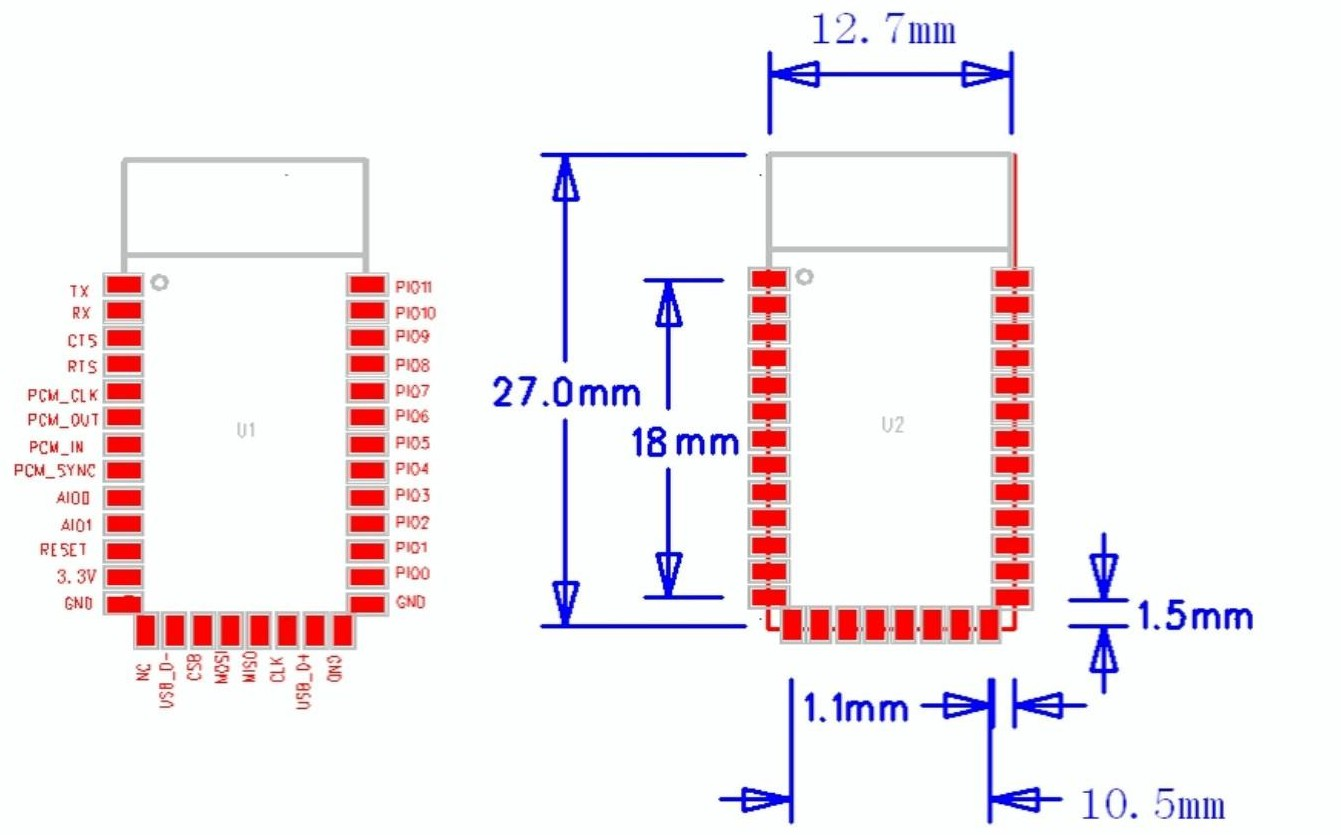 12.7mm
TX
RX
CTS
RTS
PCM_CLK
PCM_OUT
PCM_IN
PCM_SYNC
AIO0
AIO1
RESET
3.3V
GND
NC
USB_D-
CSB
MOSI
MISO
CLK
USB_D+
GND
PIO11
PIO10
PIO9
PIO8
PIO7
PIO6
PIO5
PIO4
PIO3
PIO2
PIO1
PIO0
GND
U1
27.0mm
18mm
U2
1.5mm
1.1mm
10.5mm